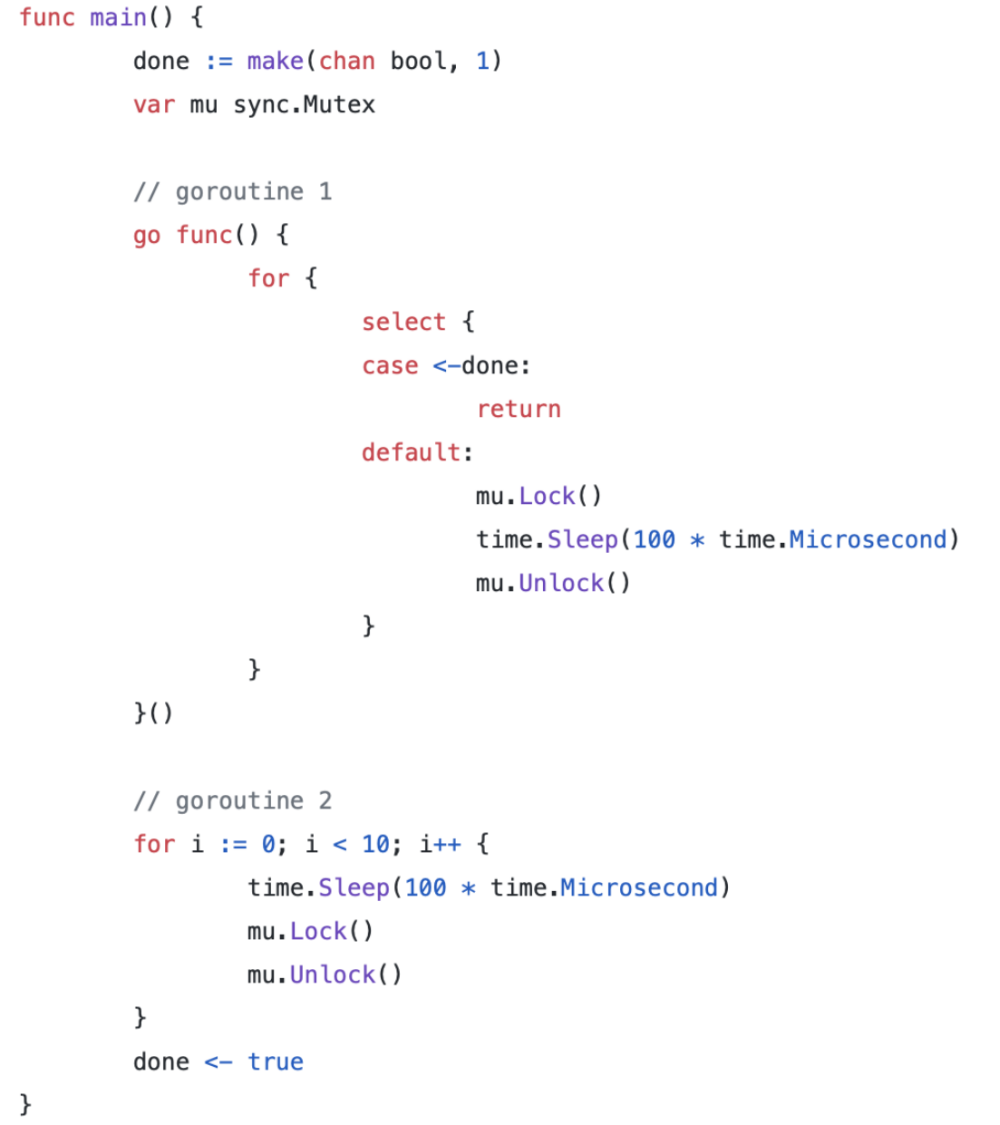 func main() {
        done := make(chan bool, 1)
        var mu sync.Mutex

        // goroutine 1
        go func() {
                for {
                        select {
                        case <-done:
                                return
                        default:
                                mu.Lock()
                                time.Sleep(100 * time.Microsecond)
                                mu.Unlock()
                        }
                }
        }()

        // goroutine 2
        for i := 0; i < 10; i++ {
                time.Sleep(100 * time.Microsecond)
                mu.Lock()
                mu.Unlock()
        }
        done <- true
}